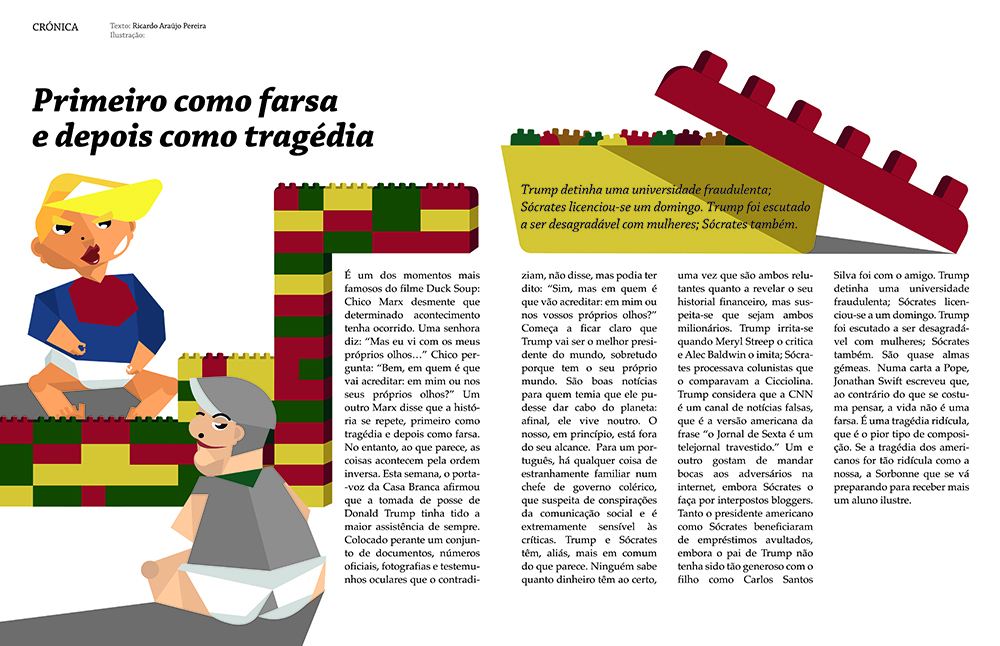 CRÓNICA
Texto: Ricardo Araújo Pereira
Ilustração:
Primeiro como farsa
e depois como tragédia
Trump detinha uma universidade fraudulenta;
Sócrates licenciou-se um domingo. Trump foi escutado
a ser desagradável com mulheres; Sócrates também.
É um dos momentos mais
famosos do filme Duck Soup:
Chico Marx desmente que
determinado acontecimento
tenha ocorrido. Uma senhora
diz: “Mas eu vi com os meus
próprios olhos…” Chico per-
gunta: “Bem, em quem é que
vai acreditar: em mim ou nos
seus próprios olhos?” Um
outro Marx disse que a histó-
ria se repete, primeiro como
tragédia e depois como farsa.
No entanto, ao que parece, as
coisas acontecem pela ordem
inversa. Esta semana, o porta-
-voz da Casa Branca afirmou
que a tomada de posse de
Donald Trump tinha tido a
maior assistência de sempre.
Colocado perante um conjun-
to de documentos, números
oficiais, fotografias e testemu-
nhos oculares que o contradi-
ziam, não disse, mas podia ter
dito: “Sim, mas em quem é
que vão acreditar: em mim ou
nos vossos próprios olhos?”
Começa a ficar claro que
Trump vai ser o melhor presi-
dente do mundo, sobretudo
porque tem o seu próprio
mundo. São boas notícias
para quem temia que ele pu-
desse dar cabo do planeta:
afinal, ele vive noutro. O
nosso, em princípio, está fora
do seu alcance. Para um por-
tuguês, há qualquer coisa de
estranhamente familiar num
chefe de governo colérico,
que suspeita de conspirações
da comunicação social e é
extremamente sensível às
críticas. Trump e Sócrates
têm, aliás, mais em comum
do que parece. Ninguém sabe
quanto dinheiro têm ao certo,
uma vez que são ambos relu-
tantes quanto a revelar o seu
historial financeiro, mas sus-
peita-se que sejam ambos
milionários. Trump irrita-se
quando Meryl Streep o critica
e Alec Baldwin o imita; Sócra-
tes processava colunistas que
o comparavam a Cicciolina.
Trump considera que a CNN
é um canal de notícias falsas,
que é a versão americana da
frase “o Jornal de Sexta é um
telejornal travestido.” Um e
outro gostam de mandar
bocas aos adversários na
internet, embora Sócrates o
faça por interpostos bloggers.
Tanto o presidente americano
como Sócrates beneficiaram
de empréstimos avultados,
embora o pai de Trump não
tenha sido tão generoso com o
filho como Carlos Santos
Silva foi com o amigo. Trump
detinha uma universidade
fraudulenta; Sócrates licen-
ciou-se a um domingo. Trump
foi escutado a ser desagradá-
vel com mulheres; Sócrates
também. São quase almas
gémeas. Numa carta a Pope,
Jonathan Swift escreveu que,
ao contrário do que se costu-
ma pensar, a vida não é uma
farsa. É uma tragédia ridícula,
que é o pior tipo de composi-
ção. Se a tragédia dos ameri-
canos for tão ridícula como a
nossa, a Sorbonne que se vá
preparando para receber mais
um aluno ilustre.